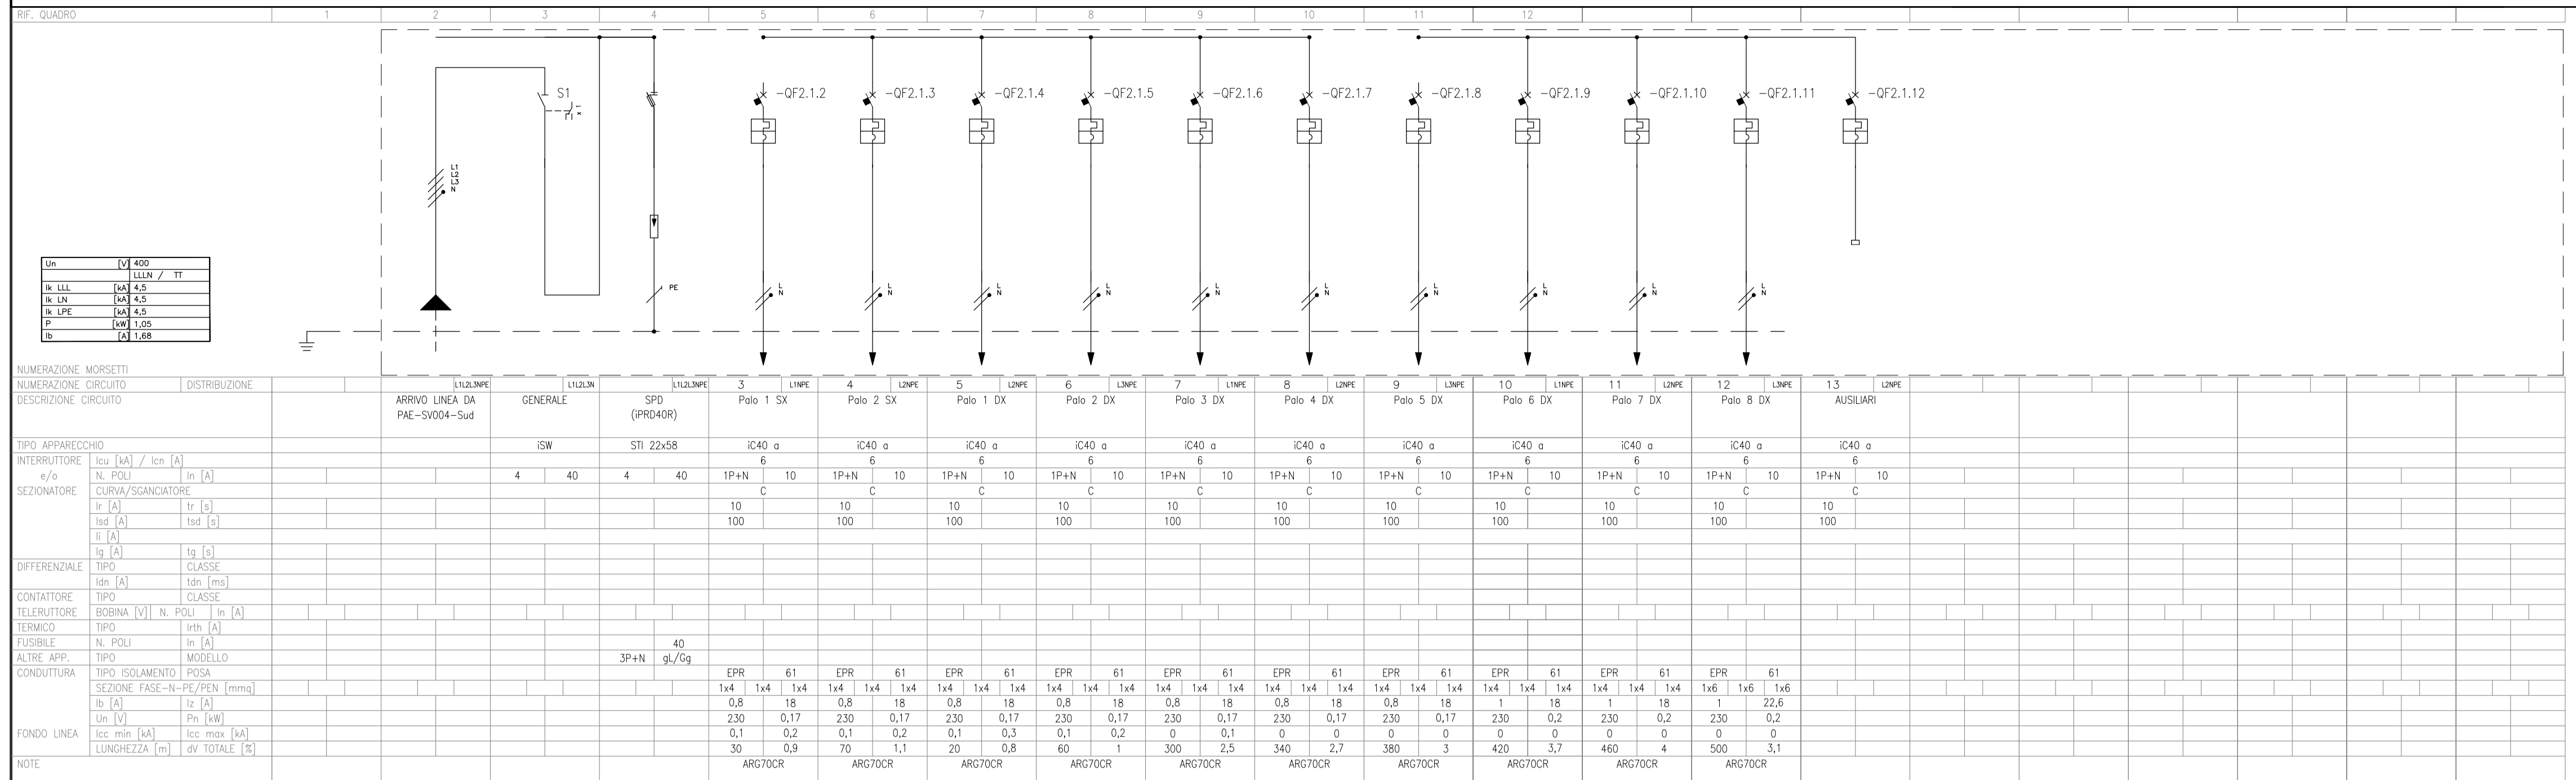 RIF. QUADRO 1 2 3 4 5 6 7 8 9 10 11 12
S1 -QF2.1.2 -QF2.1.3 -QF2.1.4 -QF2.1.5 -QF2.1.6 -QF2.1.7 -QF2.1.8 -QF2.1.9 -QF2.1.10 -QF2.1.11 -QF2.1.12
L1
L2
L3
N
Un [V] 400
LLLN / TT
Ik LLL [kA] 4,5
Ik LN [kA] 4,5
Ik LPE [kA] 4,5
P [kW] 1,05
Ib [A] 1,68
PE L L L L L L L L L L
N N N N N N N N N N
NUMERAZIONE MORSETTI
NUMERAZIONE CIRCUITO DISTRIBUZIONE L1L2L3NPE L1L2L3N L1L2L3NPE 3 L1NPE 4 L2NPE 5 L2NPE 6 L3NPE 7 L1NPE 8 L2NPE 9 L3NPE 10 L1NPE 11 L2NPE 12 L3NPE 13 L2NPE
DESCRIZIONE CIRCUITO ARRIVO LINEA DA GENERALE SPD Palo 1 SX Palo 2 SX Palo 1 DX Palo 2 DX Palo 3 DX Palo 4 DX Palo 5 DX Palo 6 DX Palo 7 DX Palo 8 DX AUSILIARI
PAE-SV004-Sud (iPRD40R)
TIPO APPARECCHIO iSW STI 22x58 iC40 a iC40 a iC40 a iC40 a iC40 a iC40 a iC40 a iC40 a iC40 a iC40 a iC40 a
INTERRUTTORE Icu [kA] / Icn [A] 6 6 6 6 6 6 6 6 6 6 6
e/o N. POLI In [A] 4 40 4 40 1P+N 10 1P+N 10 1P+N 10 1P+N 10 1P+N 10 1P+N 10 1P+N 10 1P+N 10 1P+N 10 1P+N 10 1P+N 10
SEZIONATORE CURVA/SGANCIATORE C C C C C C C C C C C
Ir [A] tr [s] 10 10 10 10 10 10 10 10 10 10 10
Isd [A] tsd [s] 100 100 100 100 100 100 100 100 100 100 100
Ii [A]
Ig [A] tg [s]
DIFFERENZIALE TIPO CLASSE
Idn [A] tdn [ms]
CONTATTORE TIPO CLASSE
TELERUTTORE BOBINA [V] N. POLI In [A]
TERMICO TIPO Irth [A]
FUSIBILE N. POLI In [A] 40
ALTRE APP. TIPO MODELLO 3P+N gL/Gg
CONDUTTURA TIPO ISOLAMENTO POSA EPR 61 EPR 61 EPR 61 EPR 61 EPR 61 EPR 61 EPR 61 EPR 61 EPR 61 EPR 61
SEZIONE FASE-N-PE/PEN [mmq] 1x4 1x4 1x4 1x4 1x4 1x4 1x4 1x4 1x4 1x4 1x4 1x4 1x4 1x4 1x4 1x4 1x4 1x4 1x4 1x4 1x4 1x4 1x4 1x4 1x4 1x4 1x4 1x6 1x6 1x6
Ib [A] Iz [A] 0,8 18 0,8 18 0,8 18 0,8 18 0,8 18 0,8 18 0,8 18 1 18 1 18 1 22,6
Un [V] Pn [kW] 230 0,17 230 0,17 230 0,17 230 0,17 230 0,17 230 0,17 230 0,17 230 0,2 230 0,2 230 0,2
FONDO LINEA Icc min [kA] Icc max [kA] 0,1 0,2 0,1 0,2 0,1 0,3 0,1 0,2 0 0,1 0 0 0 0 0 0 0 0 0 0
LUNGHEZZA [m] dV TOTALE [%] 30 0,9 70 1,1 20 0,8 60 1 300 2,5 340 2,7 380 3 420 3,7 460 4 500 3,1
NOTE ARG70CR ARG70CR ARG70CR ARG70CR ARG70CR ARG70CR ARG70CR ARG70CR ARG70CR ARG70CR